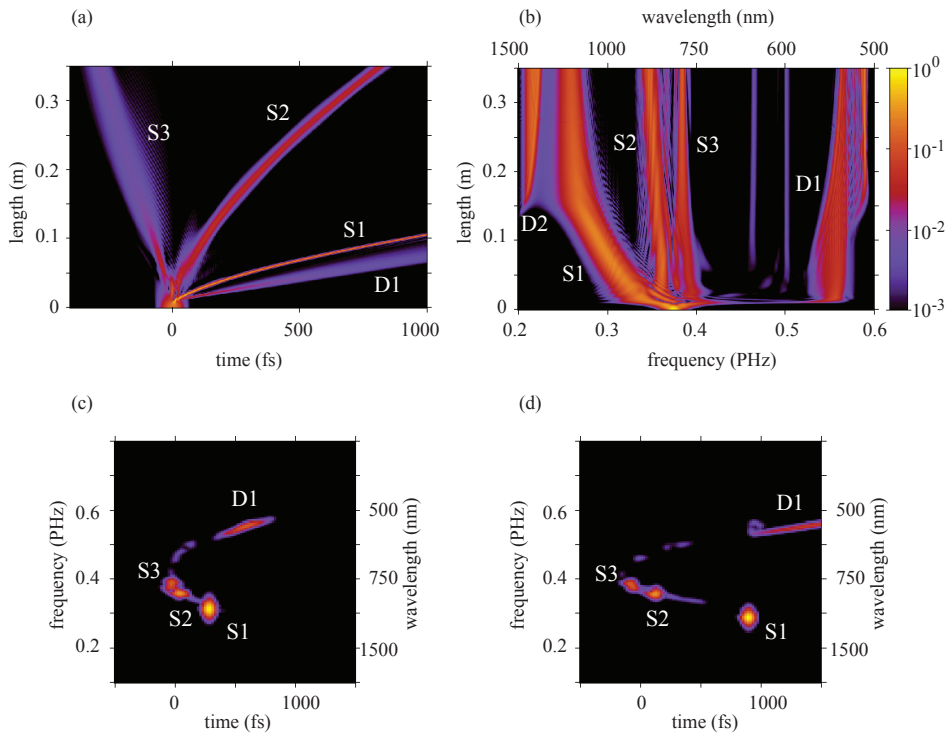 (a)
length (m)
0.3
0.2
0.1
0
S3
S2
S1
D1
0
500
1000
time (fs)
(b)
wavelength (nm)
1500
1000
750
600
500
S2
S3
D1
D2
S1
0.3
0.2
0.1
0
length (m)
0.2
0.3
0.4
0.5
0.6
frequency (PHz)
10^0
10^-1
10^-2
10^-3
(c)
frequency (PHz)
0.6
0.4
0.2
D1
S3
S2
S1
500
750
1500
wavelength (nm)
0
1000
time (fs)
(d)
frequency (PHz)
0.6
0.4
0.2
D1
S3
S2
S1
500
750
1500
wavelength (nm)
0
1000
time (fs)